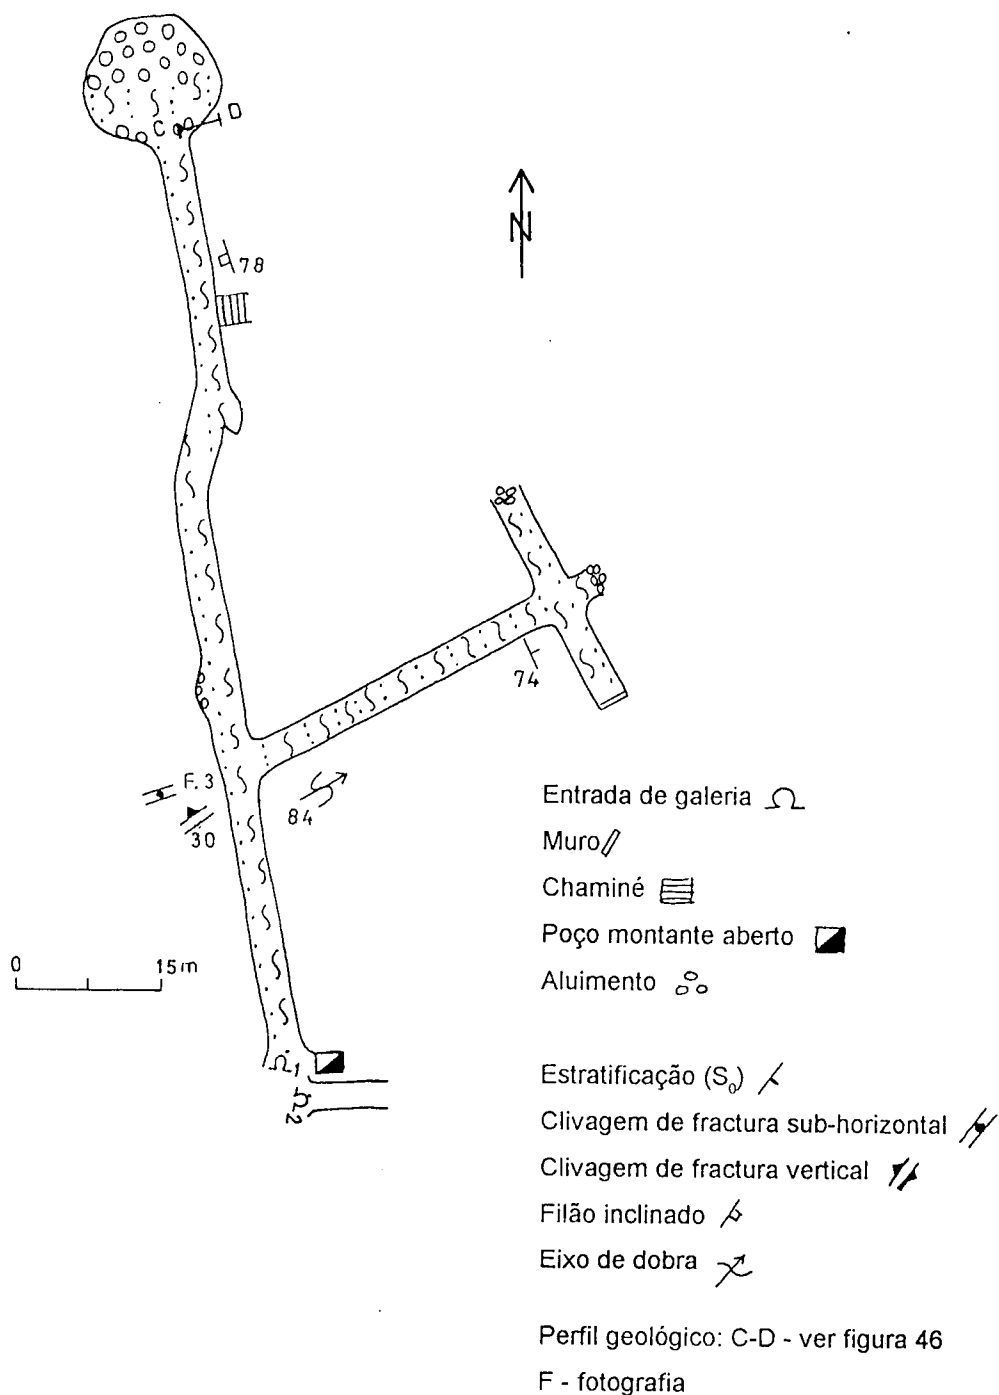 C D
N
78
74
F.3
84
30
0 15m
1
2
Entrada de galeria
Muro
Chaminé
Poço montante aberto
Aluimento
Estratificação (S₀)
Clivagem de fractura sub-horizontal
Clivagem de fractura vertical
Filão inclinado
Eixo de dobra
Perfil geológico: C-D - ver figura 46
F - fotografia